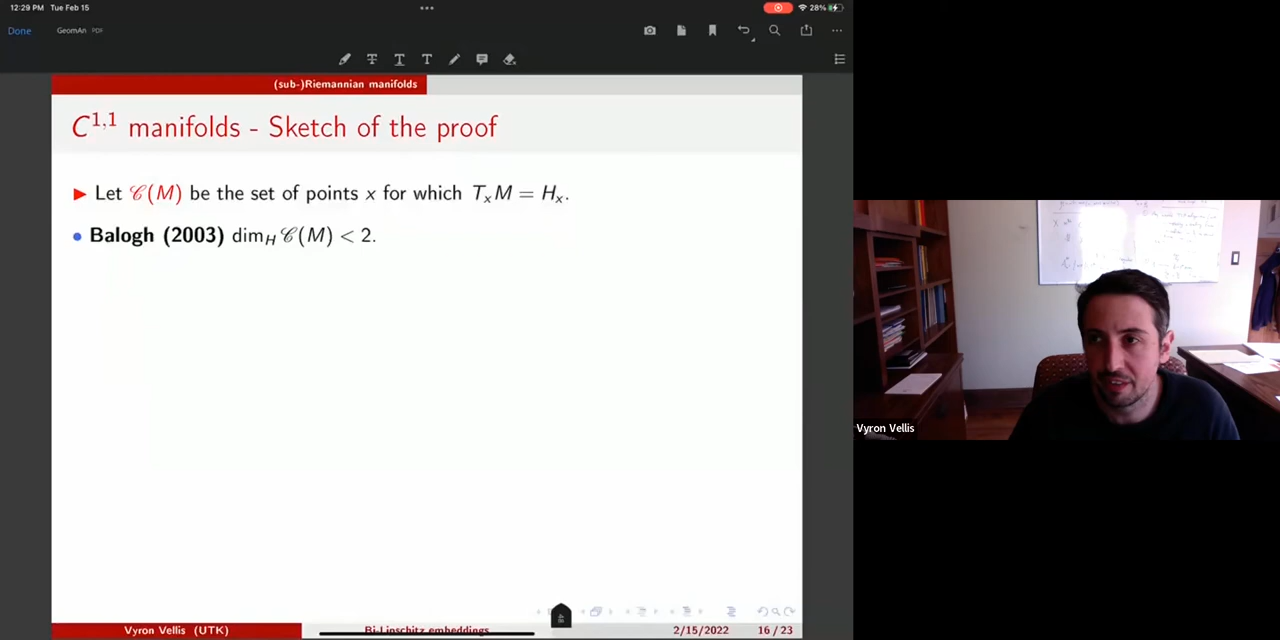 12:29 PM Tue Feb 15
28%
Done
GeomAn PDF
(sub-)Riemannian manifolds
C^{1,1} manifolds - Sketch of the proof
▶ Let 𝒞(M) be the set of points x for which T_xM = H_x.
• Balogh (2003) dim_H 𝒞(M) < 2.
Vyron Vellis
Vyron Vellis (UTK)
Bi-Lipschitz embeddings
2/15/2022
16 / 23